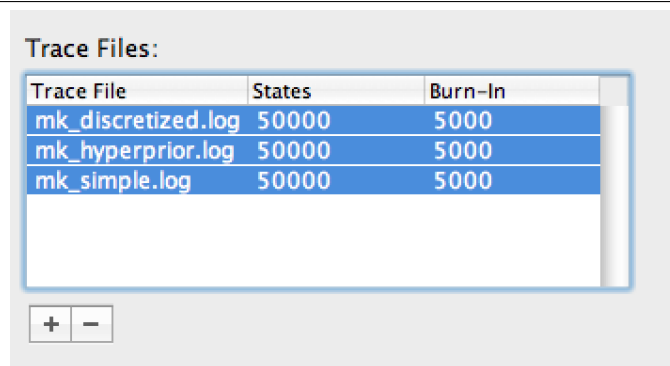 Trace Files:
Trace File States Burn-In
mk_discretized.log 50000 5000
mk_hyperprior.log 50000 5000
mk_simple.log 50000 5000
+ −